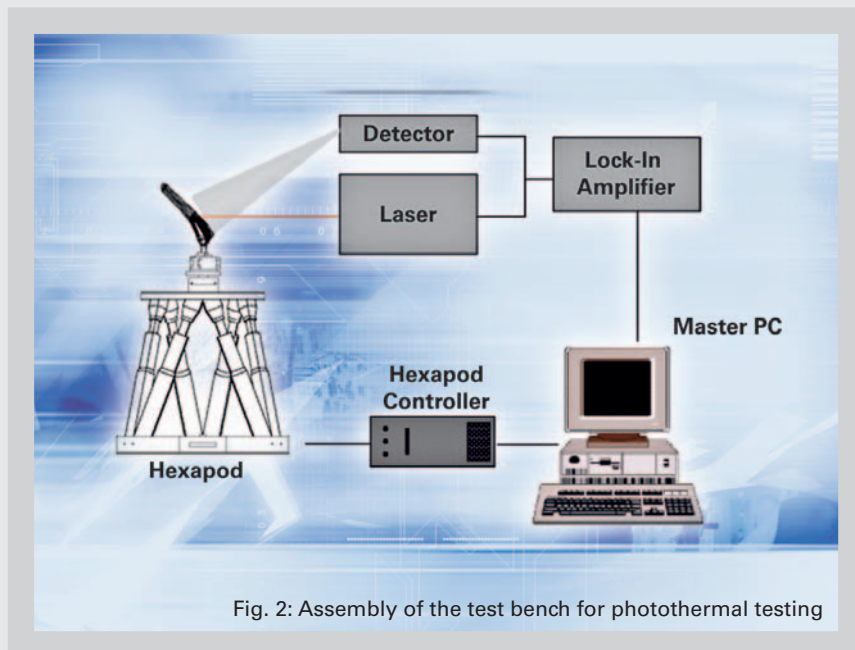 Detector
Lock-In
Amplifier
Laser
Master PC
Hexapod
Controller
Hexapod
Fig. 2: Assembly of the test bench for photothermal testing